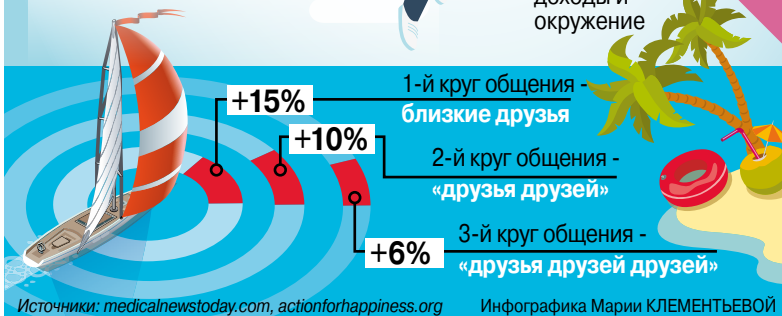 доходы и
окружение
+15%
1-й круг общения -
близкие друзья
+10%
2-й круг общения -
«друзья друзей»
+6%
3-й круг общения -
«друзья друзей друзей»
Источники: medicalnewstoday.com, actionforhappiness.org
Инфографика Марии КЛЕМЕНТЬЕВОЙ